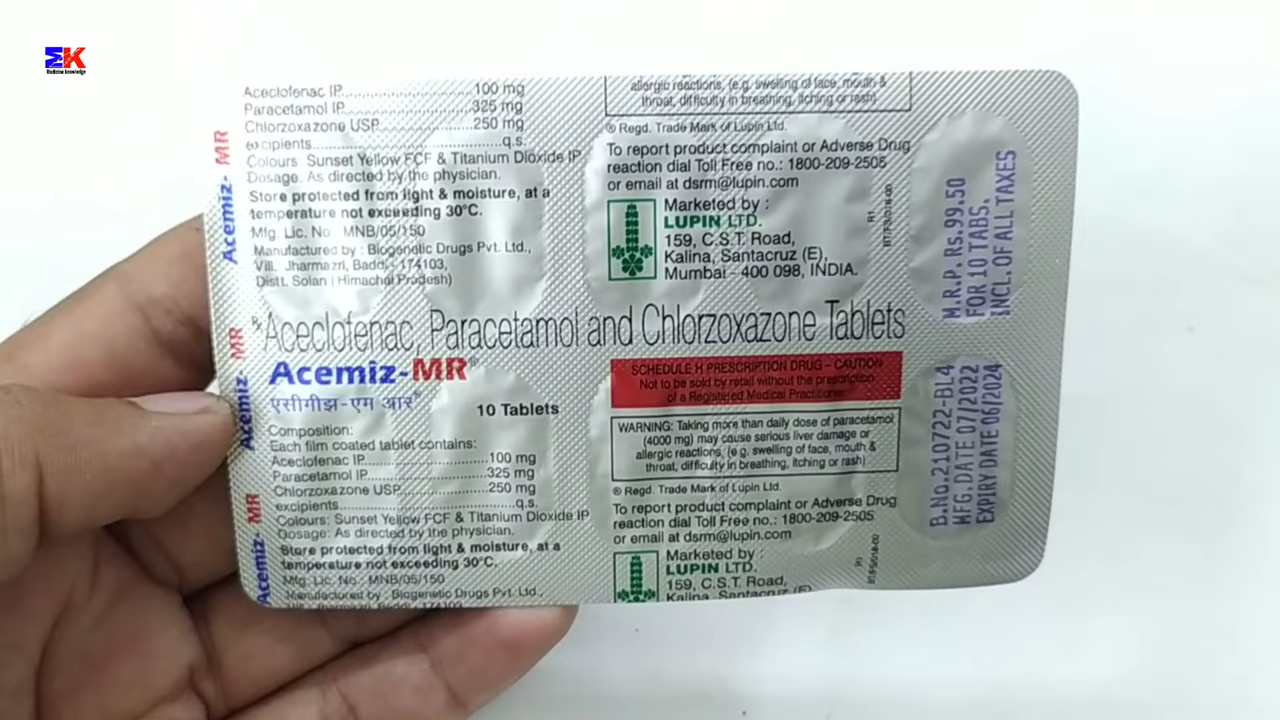 MK
Medicine knowledge
Aceclofenac IP..............................100 mg
Paracetamol IP..............................325 mg
Chlorzoxazone USP......................250 mg
excipients.......................................q.s.
Colours: Sunset Yellow FCF & Titanium Dioxide IP
Dosage: As directed by the physician.
Store protected from light & moisture, at a
temperature not exceeding 30°C.
Mfg. Lic. No.: MNB/05/150
Manufactured by : Biogenetic Drugs Pvt. Ltd.,
Vill. Jharmazri, Baddi - 174103,
Distt. Solan (Himachal Pradesh)
allergic reactions, (e.g. swelling of face, mouth &
throat, difficulty in breathing, itching or rash)
® Regd. Trade Mark of Lupin Ltd.
To report product complaint or Adverse Drug
reaction dial Toll Free no.: 1800-209-2505
or email at dsrm@lupin.com
Marketed by :
LUPIN LTD.
159, C.S.T. Road,
Kalina, Santacruz (E),
Mumbai - 400 098, INDIA.
R1
M.R.P. Rs.99.50
FOR 10 TABS.
INCL. OF ALL TAXES
Acemiz- MR
Acemiz- MR
Acemiz- MR
Rx Aceclofenac, Paracetamol and Chlorzoxazone Tablets
Acemiz-MR®
एसीमीझ-एम आर®
10 Tablets
Composition:
Each film coated tablet contains:
Aceclofenac IP..............................100 mg
Paracetamol IP..............................325 mg
Chlorzoxazone USP......................250 mg
excipients.......................................q.s.
Colours: Sunset Yellow FCF & Titanium Dioxide IP
Dosage: As directed by the physician.
Store protected from light & moisture, at a
temperature not exceeding 30°C.
Mfg. Lic. No.: MNB/05/150
Manufactured by : Biogenetic Drugs Pvt. Ltd.,
Vill. Jharmazri, Baddi - 174103,
SCHEDULE H PRESCRIPTION DRUG – CAUTION
Not to be sold by retail without the prescription
of a Registered Medical Practitioner
WARNING: Taking more than daily dose of paracetamol
(4000 mg) may cause serious liver damage or
allergic reactions, (e.g. swelling of face, mouth &
throat, difficulty in breathing, itching or rash)
® Regd. Trade Mark of Lupin Ltd.
To report product complaint or Adverse Drug
reaction dial Toll Free no.: 1800-209-2505
or email at dsrm@lupin.com
Marketed by :
LUPIN LTD.
159, C.S.T. Road,
Kalina, Santacruz (E)
R1
B.No.210722-BL4
MFG.DATE 07/2022
EXPIRY DATE 06/2024